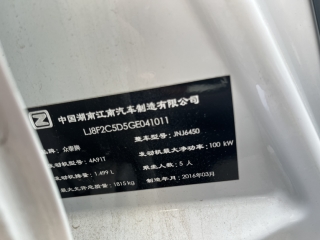 中国湖南江南汽车制造有限公司
LJ8F2C5D5GE041011
品牌：众泰牌 整车型号：JNJ6450
发动机型号：4A91T 发动机最大净功率：100 kW
发动机排量：1.499 L 乘坐人数：5 人
最大允许总质量：1815kg 制造年月：2016年03月